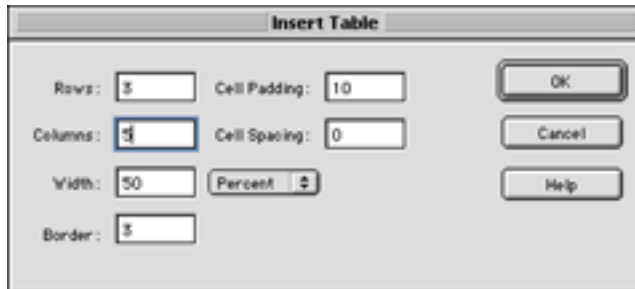 Insert Table
Rows: 3 Cell Padding: 10 OK
Columns: 5 Cell Spacing: 0 Cancel
Width: 50 Percent Help
Border: 3